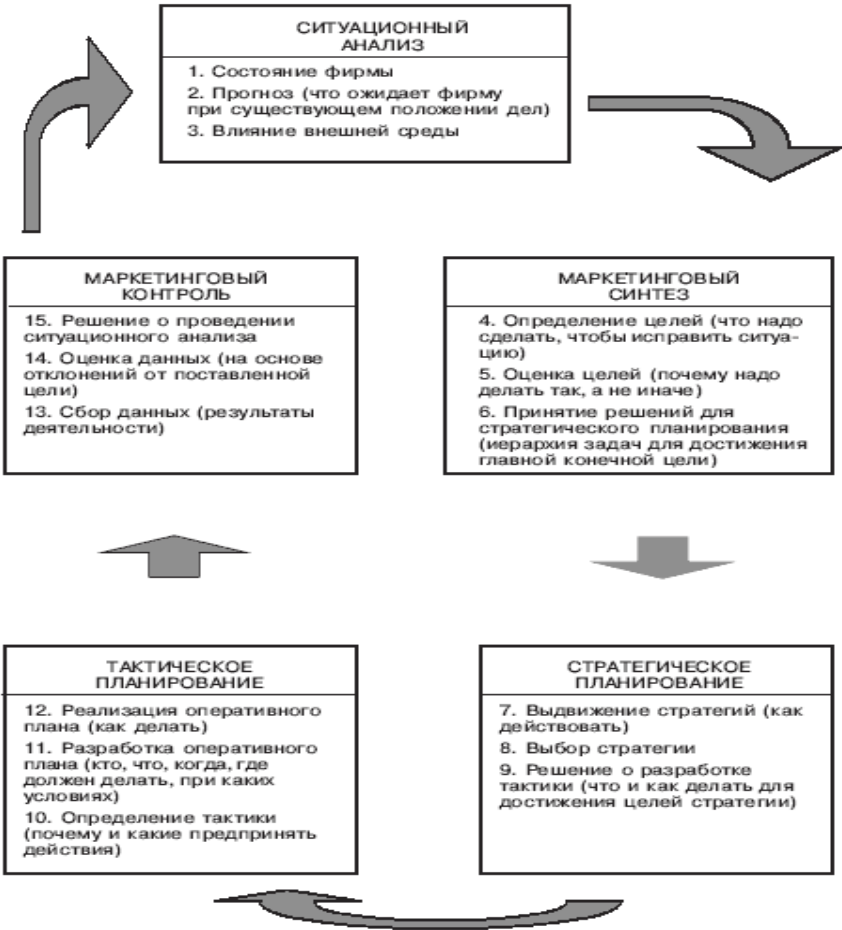 СИТУАЦИОННЫЙ
АНАЛИЗ
1. Состояние фирмы
2. Прогноз (что ожидает фирму
при существующем положении дел)
3. Влияние внешней среды
МАРКЕТИНГОВЫЙ
КОНТРОЛЬ
15. Решение о проведении
ситуационного анализа
14. Оценка данных (на основе
отклонений от поставленной
цели)
13. Сбор данных (результаты
деятельности)
МАРКЕТИНГОВЫЙ
СИНТЕЗ
4. Определение целей (что надо
сделать, чтобы исправить ситуа-
цию)
5. Оценка целей (почему надо
делать так, а не иначе)
6. Принятие решений для
стратегического планирования
(иерархия задач для достижения
главной конечной цели)
ТАКТИЧЕСКОЕ
ПЛАНИРОВАНИЕ
12. Реализация оперативного
плана (как делать)
11. Разработка оперативного
плана (кто, что, когда, где
должен делать, при каких
условиях)
10. Определение тактики
(почему и какие предпринять
действия)
СТРАТЕГИЧЕСКОЕ
ПЛАНИРОВАНИЕ
7. Выдвижение стратегий (как
действовать)
8. Выбор стратегии
9. Решение о разработке
тактики (что и как делать для
достижения целей стратегии)